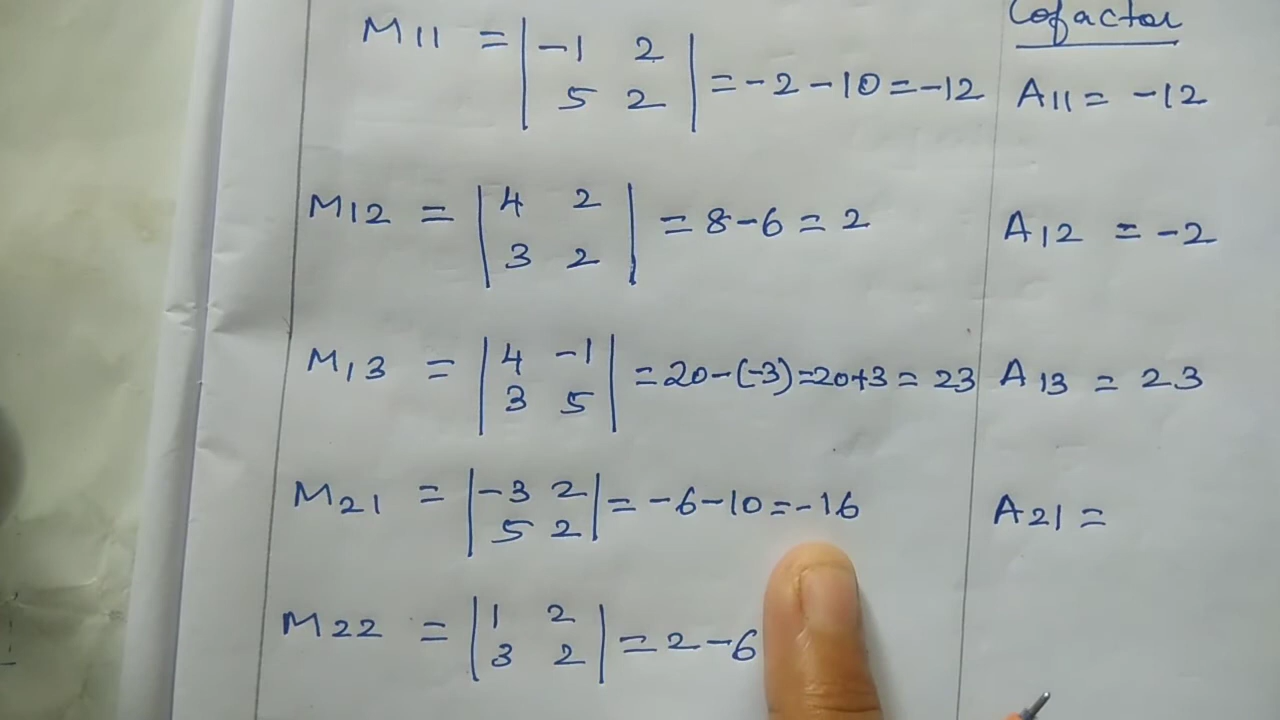 Cofactor
M11 = |-1 2| = -2-10=-12 A11 = -12
|5 2|
M12 = |4 2| = 8-6 = 2 A12 = -2
|3 2|
M13 = |4 -1| = 20-(-3)=20+3 = 23 A13 = 23
|3 5|
M21 = |-3 2| = -6-10=-16 A21 =
|5 2|
M22 = |1 2| = 2-6
|3 2|